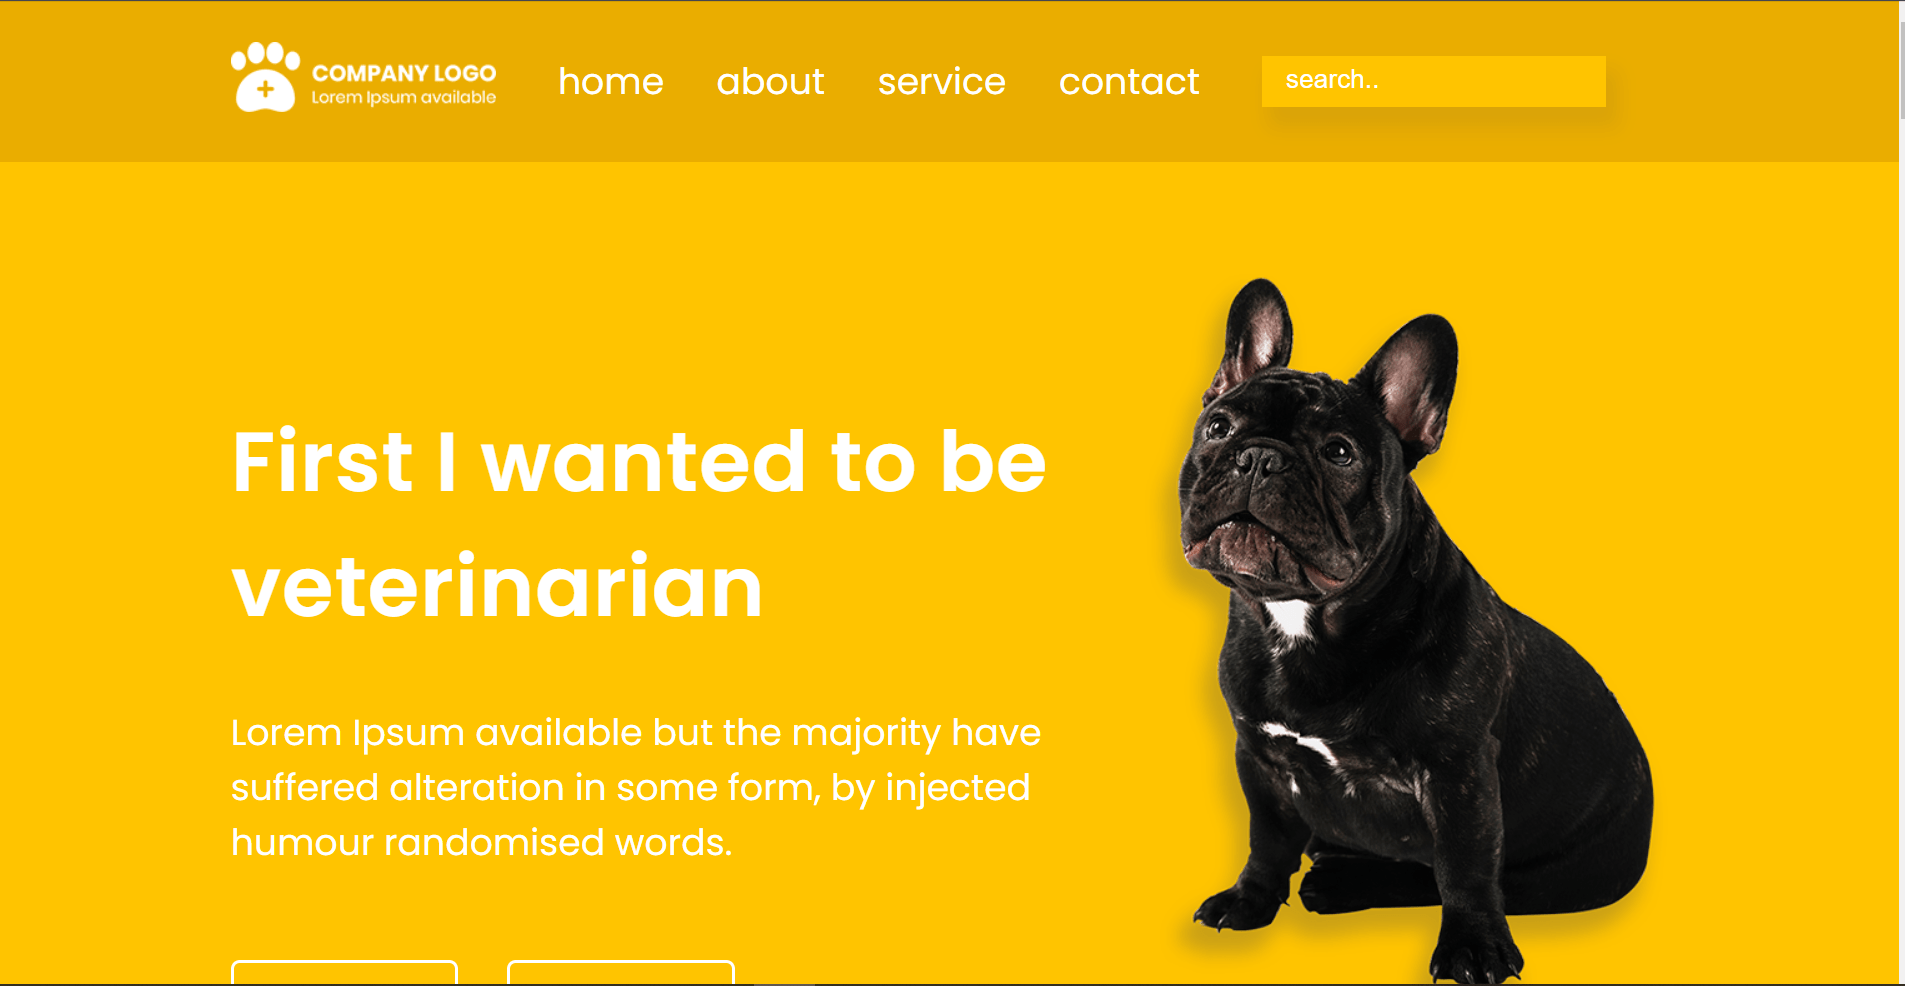 COMPANY LOGO
Lorem Ipsum available
home about service contact search..
First I wanted to be
veterinarian
Lorem Ipsum available but the majority have
suffered alteration in some form, by injected
humour randomised words.